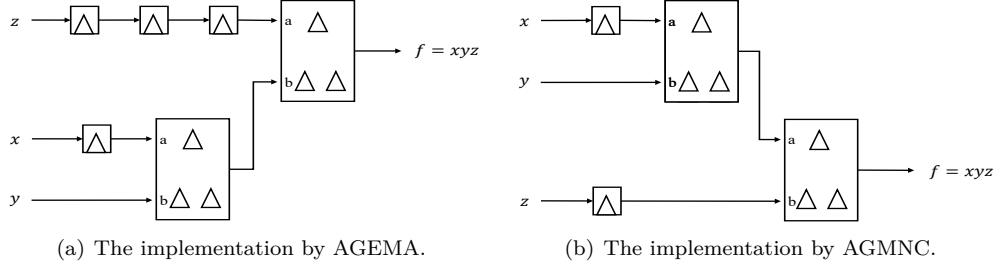 z
a
b
f = xyz
x
y
a
b
(a) The implementation by AGEMA.
x
y
a
b
z
a
b
f = xyz
(b) The implementation by AGMNC.